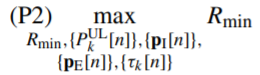 (P2) max R_min
R_min,{P_k^UL[n]},{p_I[n]},
{p_E[n]},{τ_k[n]}